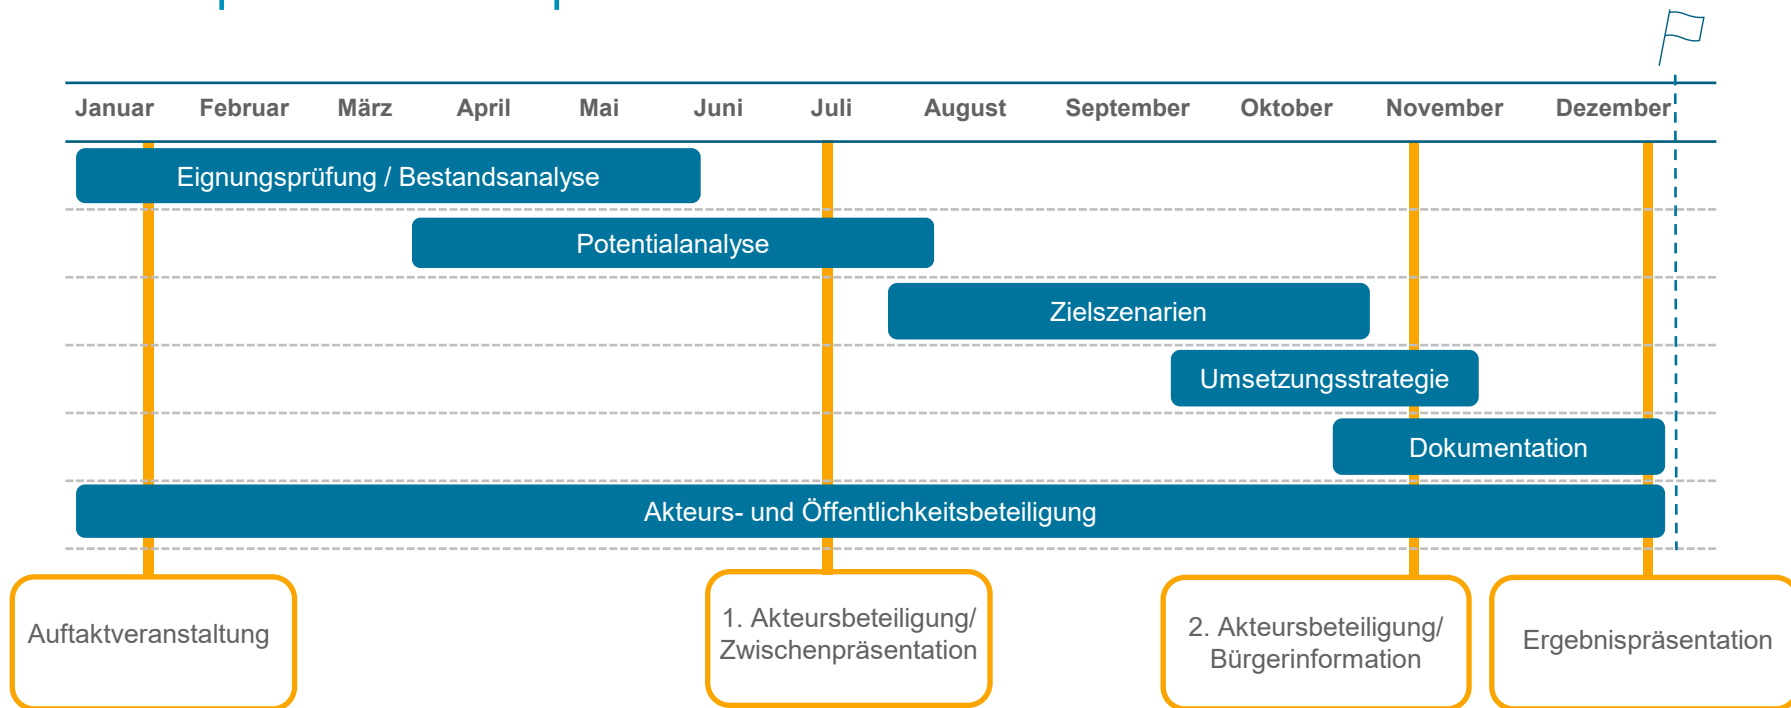 Januar Februar März April Mai Juni Juli August September Oktober November Dezember
Eignungsprüfung / Bestandsanalyse
Potentialanalyse
Zielszenarien
Umsetzungsstrategie
Dokumentation
Akteurs- und Öffentlichkeitsbeteiligung
Auftaktveranstaltung
1. Akteursbeteiligung/
Zwischenpräsentation
2. Akteursbeteiligung/
Bürgerinformation
Ergebnispräsentation